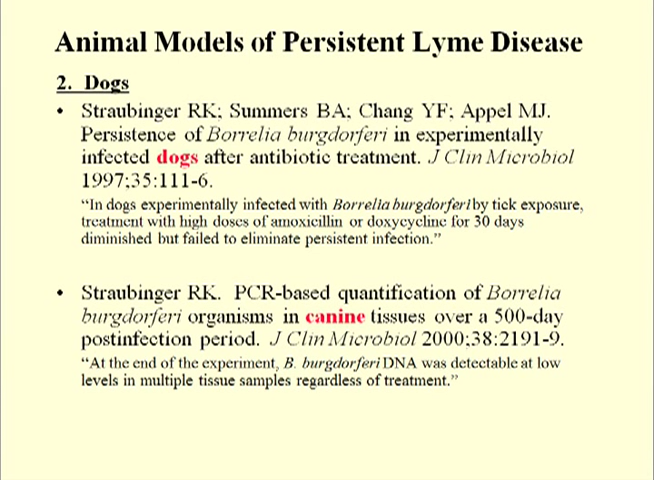 Animal Models of Persistent Lyme Disease
2. Dogs
• Straubinger RK; Summers BA; Chang YF; Appel MJ.
Persistence of Borrelia burgdorferi in experimentally
infected dogs after antibiotic treatment. J Clin Microbiol
1997;35:111-6.
“In dogs experimentally infected with Borrelia burgdorferi by tick exposure,
treatment with high doses of amoxicillin or doxycycline for 30 days
diminished but failed to eliminate persistent infection.”
• Straubinger RK. PCR-based quantification of Borrelia
burgdorferi organisms in canine tissues over a 500-day
postinfection period. J Clin Microbiol 2000;38:2191-9.
“At the end of the experiment, B. burgdorferi DNA was detectable at low
levels in multiple tissue samples regardless of treatment.”